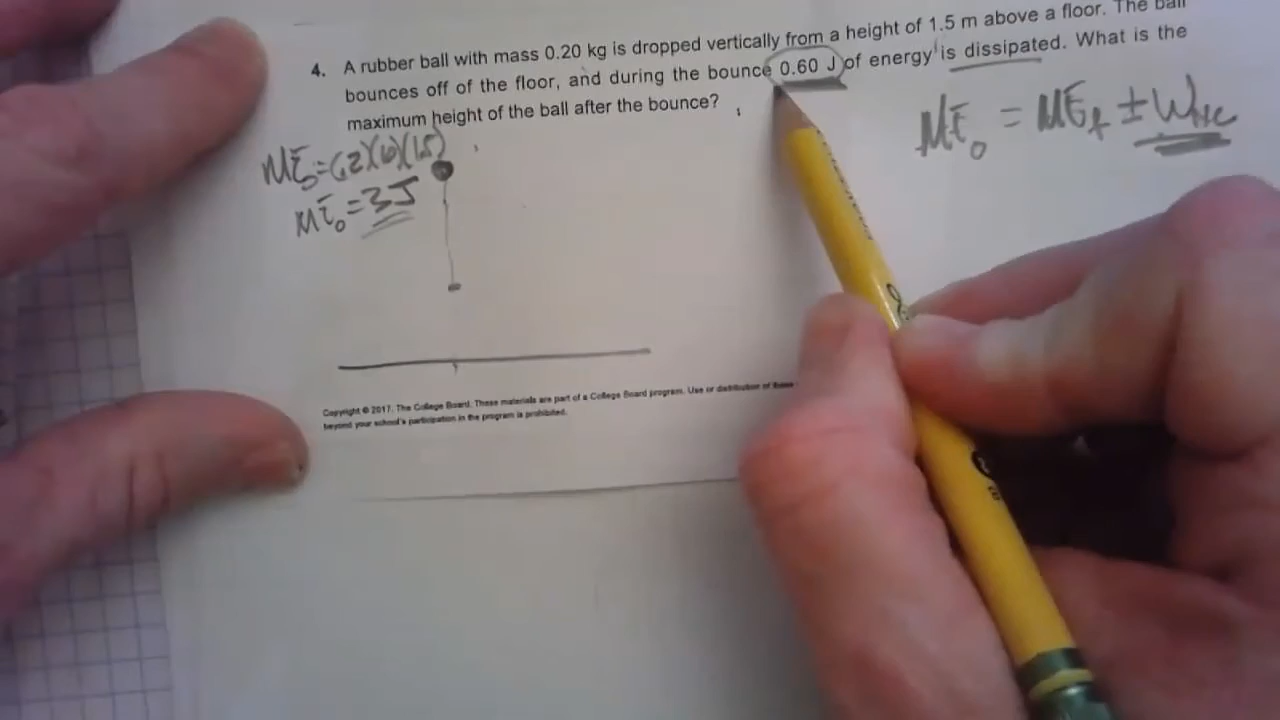 4. A rubber ball with mass 0.20 kg is dropped vertically from a height of 1.5 m above a floor. The ball
bounces off of the floor, and during the bounce 0.60 J of energy is dissipated. What is the
maximum height of the ball after the bounce?
ME₀ = ME_f ± W_NC
ME₀=(.2)(10)(1.5)
ME₀=3J
Copyright © 2017. The College Board. These materials are part of a College Board program. Use or distribution of these
beyond your school's participation in the program is prohibited.